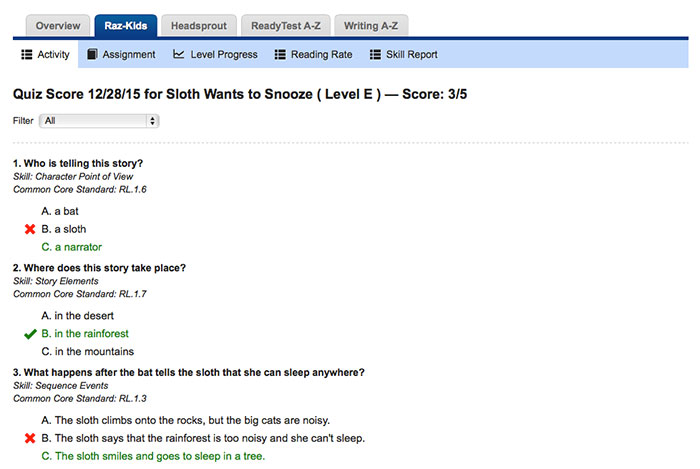 Overview Raz-Kids Headsprout ReadyTest A-Z Writing A-Z
Activity Assignment Level Progress Reading Rate Skill Report
Quiz Score 12/28/15 for Sloth Wants to Snooze ( Level E ) — Score: 3/5
Filter All
1. Who is telling this story?
Skill: Character Point of View
Common Core Standard: RL.1.6
A. a bat
B. a sloth
C. a narrator
2. Where does this story take place?
Skill: Story Elements
Common Core Standard: RL.1.7
A. in the desert
B. in the rainforest
C. in the mountains
3. What happens after the bat tells the sloth that she can sleep anywhere?
Skill: Sequence Events
Common Core Standard: RL.1.3
A. The sloth climbs onto the rocks, but the big cats are noisy.
B. The sloth says that the rainforest is too noisy and she can't sleep.
C. The sloth smiles and goes to sleep in a tree.